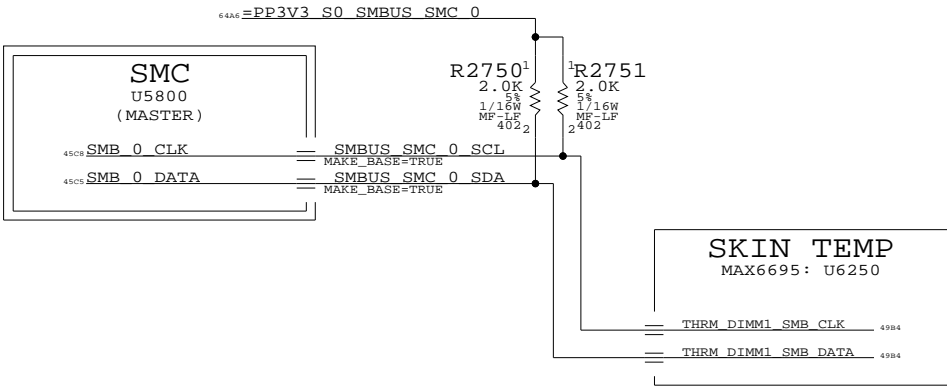 64A6 =PP3V3_S0_SMBUS_SMC_0
SMC
U5800
(MASTER)
R2750 1
2.0K
5%
1/16W
MF-LF
402 2
1 R2751
2.0K
5%
1/16W
MF-LF
2 402
45C8 SMB_0_CLK SMBUS_SMC_0_SCL
MAKE_BASE=TRUE
45C5 SMB_0_DATA SMBUS_SMC_0_SDA
MAKE_BASE=TRUE
SKIN TEMP
MAX6695: U6250
THRM_DIMM1_SMB_CLK 49B4
THRM_DIMM1_SMB_DATA 49B4